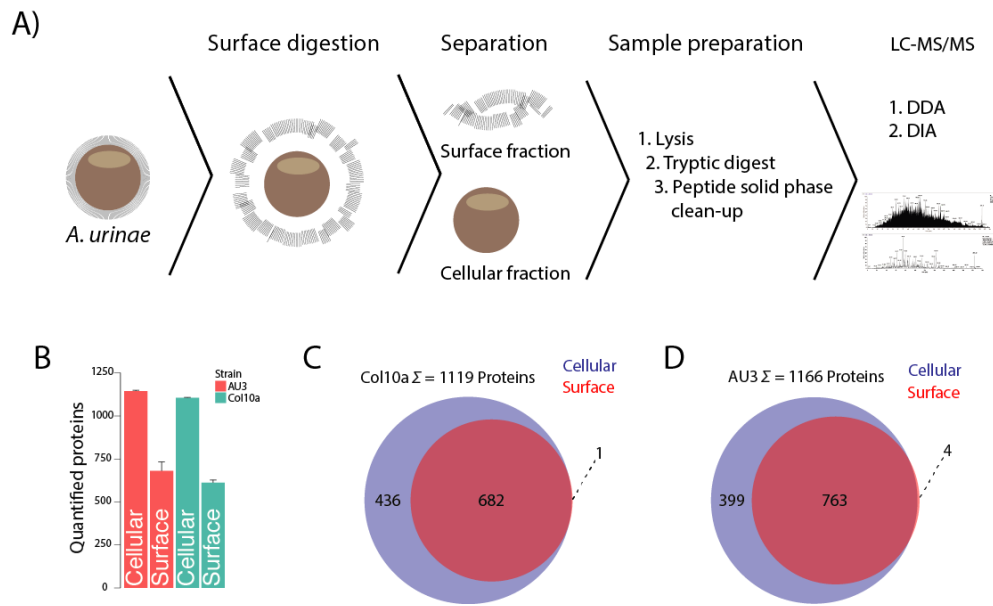 A)
Surface digestion
Separation
Sample preparation
LC-MS/MS
A. urinae
Surface fraction
Cellular fraction
1. Lysis
2. Tryptic digest
3. Peptide solid phase
clean-up
1. DDA
2. DIA
B
Quantified proteins
1250
1000
750
500
250
0
Cellular
Surface
Cellular
Surface
Strain
AU3
Col10a
C
Col10a Σ = 1119 Proteins
Cellular
Surface
436
682
1
D
AU3 Σ = 1166 Proteins
Cellular
Surface
399
763
4